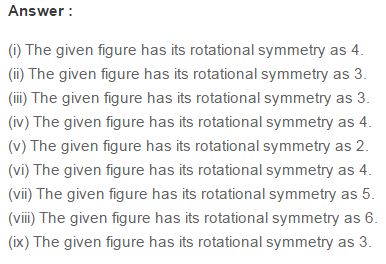 Answer :
(i) The given figure has its rotational symmetry as 4.
(ii) The given figure has its rotational symmetry as 3.
(iii) The given figure has its rotational symmetry as 3.
(iv) The given figure has its rotational symmetry as 4.
(v) The given figure has its rotational symmetry as 2.
(vi) The given figure has its rotational symmetry as 4.
(vii) The given figure has its rotational symmetry as 5.
(viii) The given figure has its rotational symmetry as 6.
(ix) The given figure has its rotational symmetry as 3.